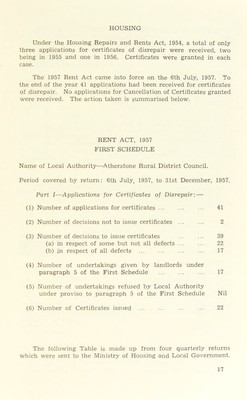 HOUSING
Under the Housing Repairs and Rents Act, 1954, a total of only
three applications for certificates of disrepair were received, two
being in 1955 and one in 1956. Certificates were granted in each
case.
The 1957 Rent Act came into force on the 6th July, 1957. To
the end of the year 41 applications had been received for certificates
of disrepair. No applications for Cancellation of Certificates granted
were received. The action taken is summarised below.
RENT ACT, 1957
FIRST SCHEDULE
Name of Local Authority—Atherstone Rural District Council.
Period covered by return: 6th July, 1957, to 31st December, 1957.
Part I—Applications for Certificates of Disrepair:—
(1) Number of applications for certificates ... ... ... 41
(2) Number of decisions not to issue certificates ... ... 2
(3) Number of decisions to issue certificates ... ... 39
(a) in respect of some but not all defects ... ... 22
(b) in respect of all defects ... ... ... ... 17
(4) Number of undertakings given by landlords under
paragraph 5 of the First Schedule ... ... ... 17
(5) Number of undertakings refused by Local Authority
under proviso to paragraph 5 of the First Schedule Nil
(6) Number of Certificates issued ... ... ... ... 22
The following Table is made up from four quarterly returns
which were sent to the Ministry of Housing and Local Government.
17